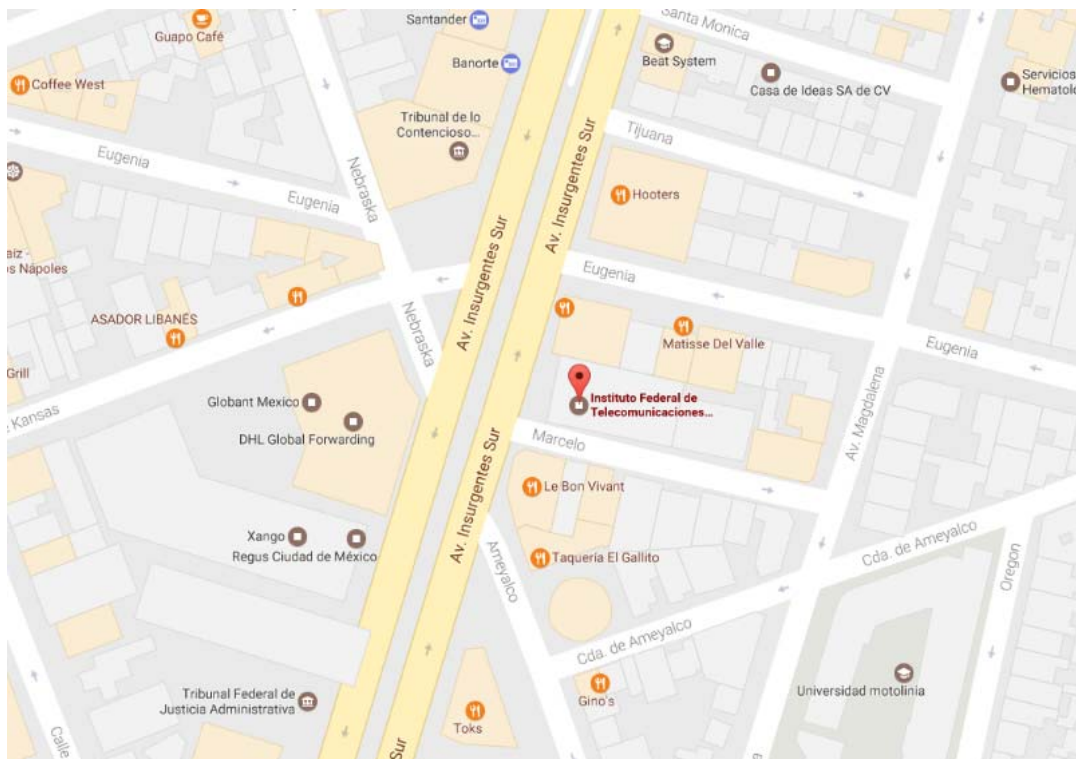 Santander
Guapo Café
Banorte
Coffee West
Tribunal de lo
Contencioso...
Santa Monica
Beat System
Casa de Ideas SA de CV
Servicios
Hematolo
Tijuana
Eugenia
Eugenia
Nebraska
Av. Insurgentes Sur
Av. Insurgentes Sur
Hooters
aiz -
os Nápoles
Eugenia
ASADOR LIBANÉS
Nebraska
Matisse Del Valle
Eugenia
Grill
Kansas
Globant Mexico
DHL Global Forwarding
Instituto Federal de
Telecomunicaciones...
Marcelo
Av. Magdalena
Av. Insurgentes Sur
Le Bon Vivant
Xango
Regus Ciudad de México
Ameyalco
Taquería El Gallito
Cda. de Ameyalco
Oregon
Cda. de Ameyalco
Tribunal Federal de
Justicia Administrativa
Gino's
Universidad motolinia
Toks
Calle
Sur